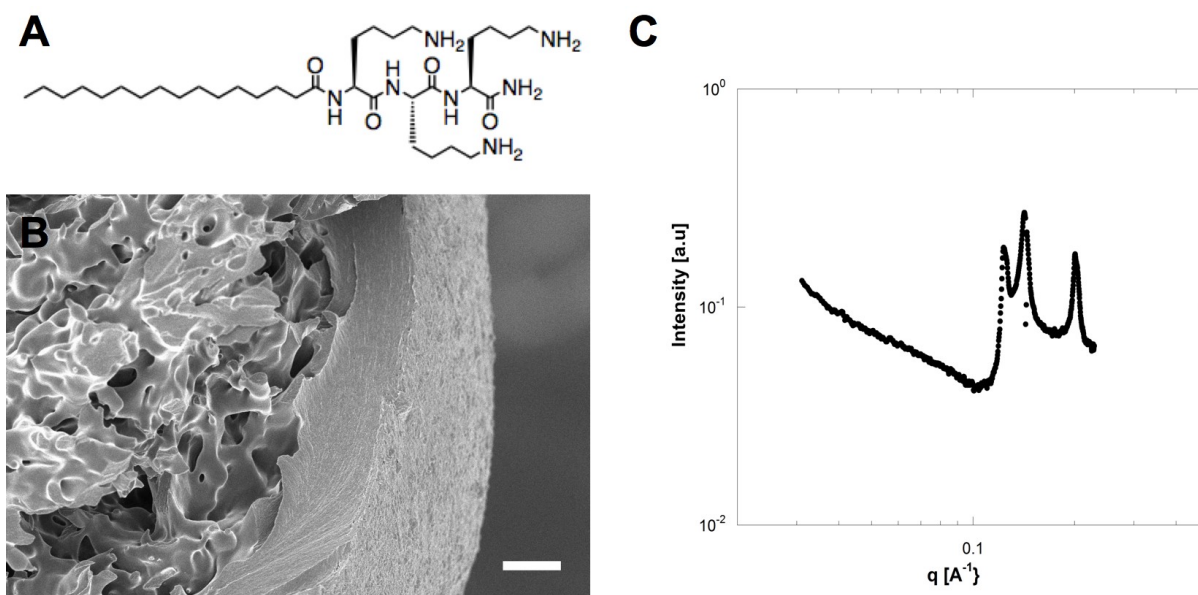 A
O
NH2
H
N
O
NH2
N
H
O
N
H
NH2
O
NH2
B
C
10^0
Intensity [a.u]
10^-1
10^-2
0.1
q [A^-1}